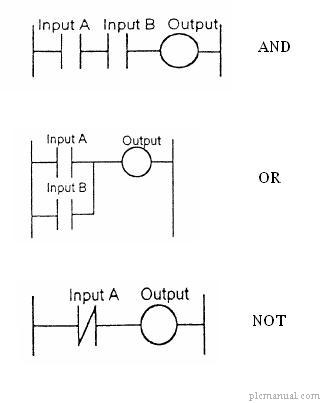 Input A Input B Output
AND
Input A Output
Input B
OR
Input A Output
NOT
plcmanual.com